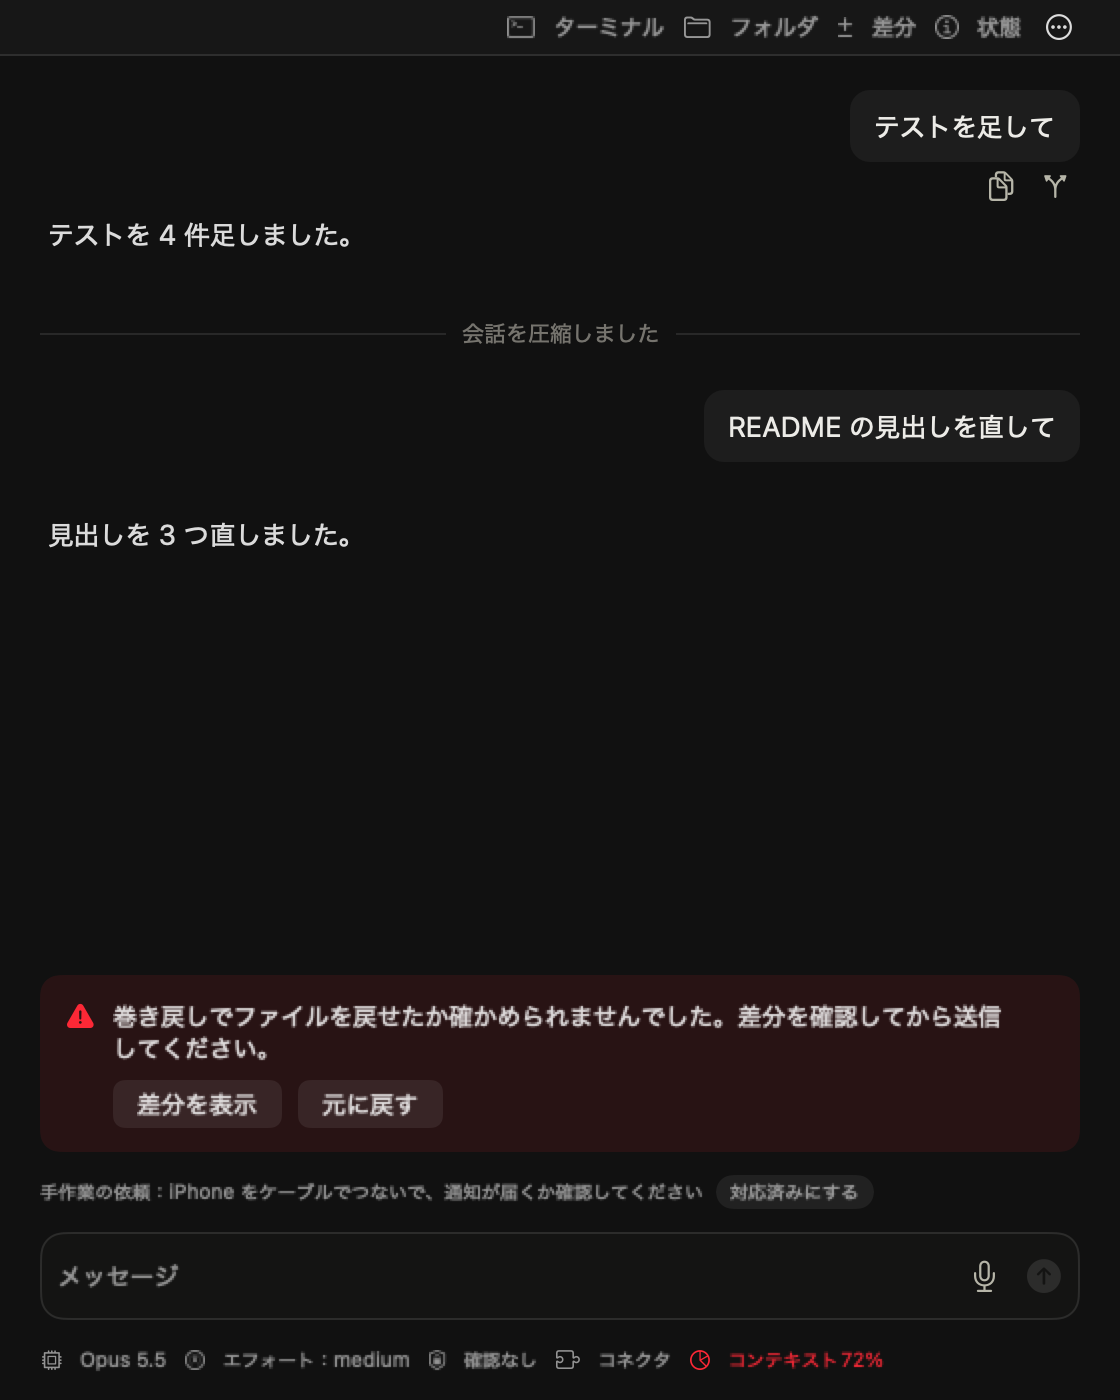 ターミナル フォルダ 差分 状態
テストを足して
テストを 4 件足しました。
会話を圧縮しました
README の見出しを直して
見出しを 3 つ直しました。
巻き戻しでファイルを戻せたか確かめられませんでした。差分を確認してから送信
してください。
差分を表示 元に戻す
手作業の依頼：iPhone をケーブルでつないで、通知が届くか確認してください 対応済みにする
メッセージ
Opus 5.5 エフォート：medium 確認なし コネクタ コンテキスト 72%